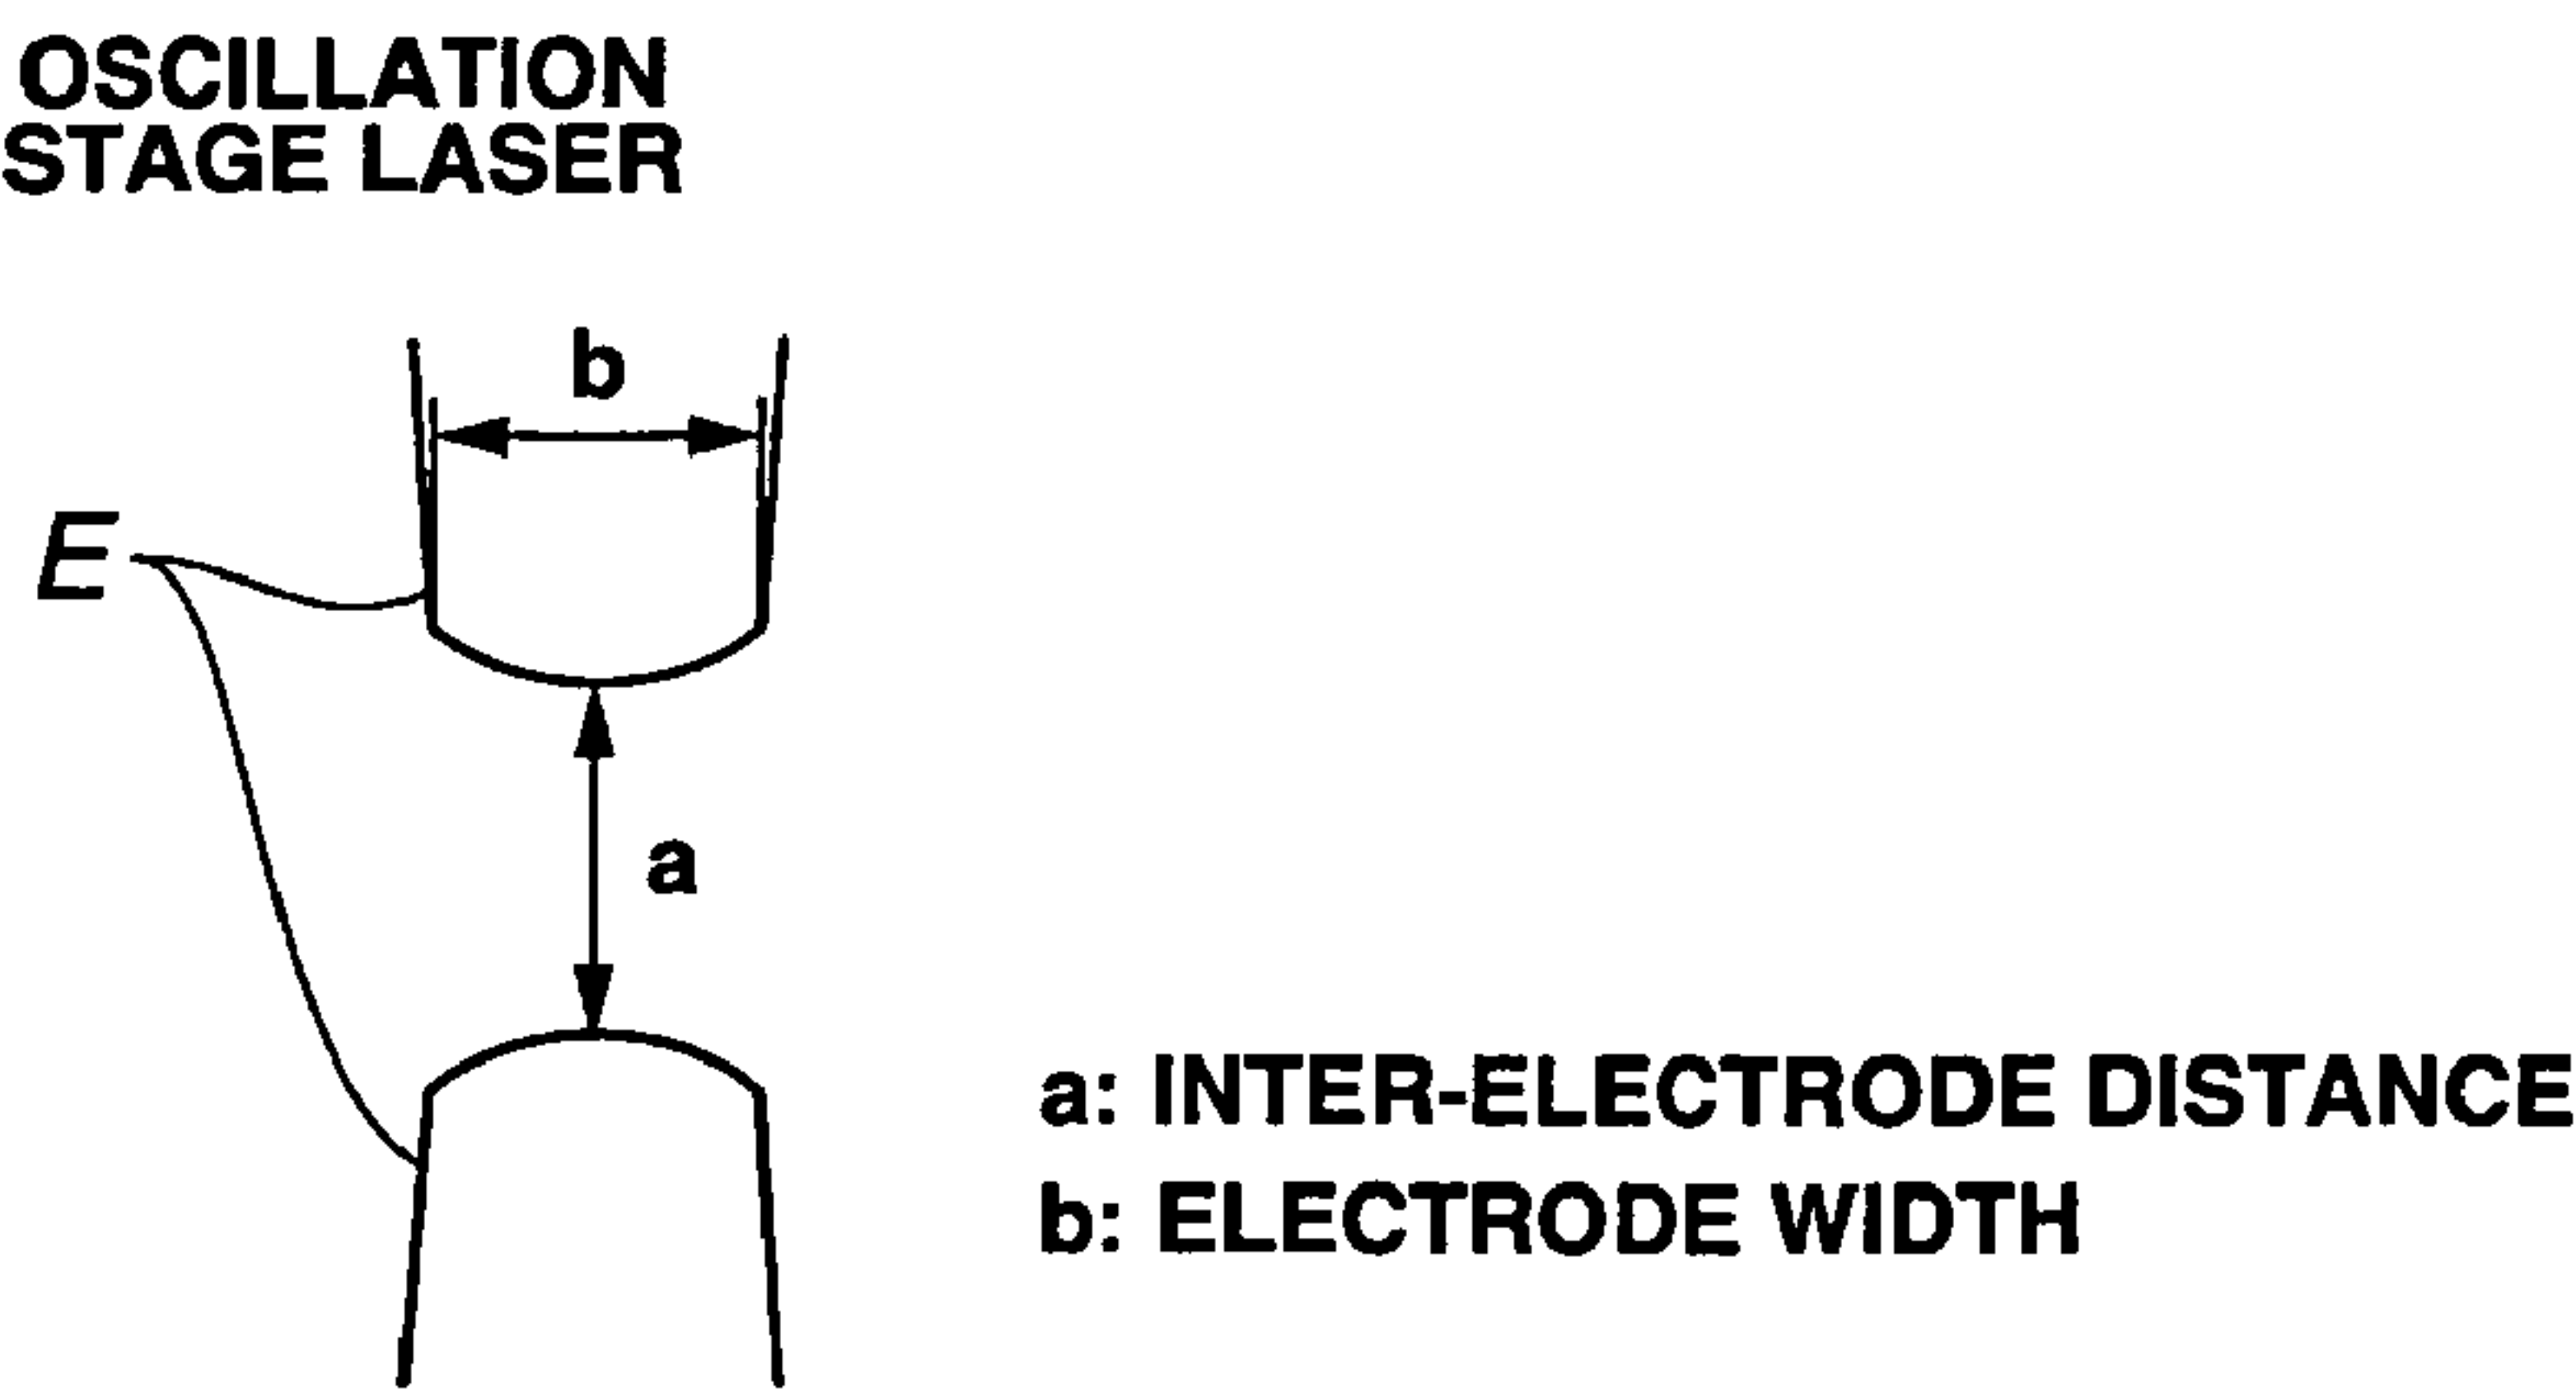 OSCILLATION
STAGE LASER
b
E
a
a: INTER-ELECTRODE DISTANCE
b: ELECTRODE WIDTH